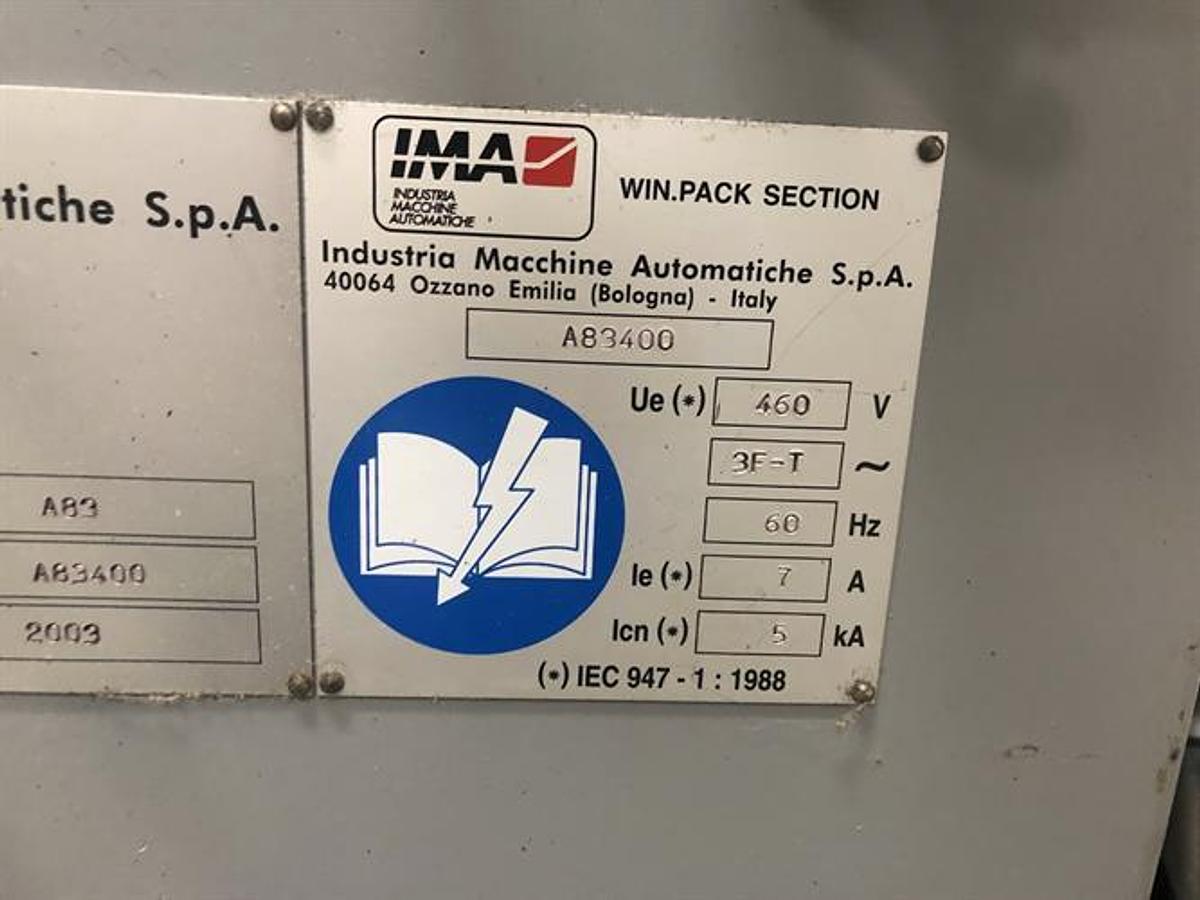 tiche S.p.A.
A83
A83400
2003
IMA
INDUSTRIA
MACCHINE
AUTOMATICHE
WIN.PACK SECTION
Industria Macchine Automatiche S.p.A.
40064 Ozzano Emilia (Bologna) - Italy
A83400
Ue (*) 460 V
3F-T ~
60 Hz
Ie (*) 7 A
Icn (*) 5 kA
(*) IEC 947 - 1 : 1988